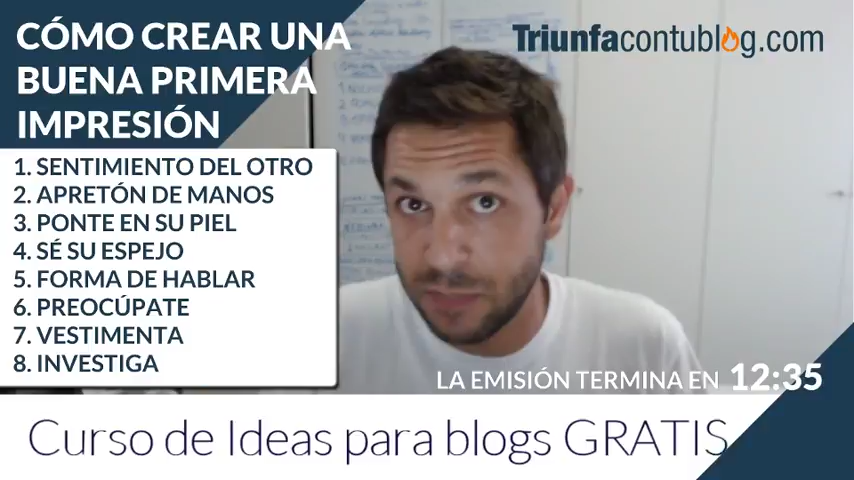 CÓMO CREAR UNA
BUENA PRIMERA
IMPRESIÓN
Triunfacontublog.com
1. SENTIMIENTO DEL OTRO
2. APRETÓN DE MANOS
3. PONTE EN SU PIEL
4. SÉ SU ESPEJO
5. FORMA DE HABLAR
6. PREOCÚPATE
7. VESTIMENTA
8. INVESTIGA
LA EMISIÓN TERMINA EN 12:35
Curso de Ideas para blogs GRATIS